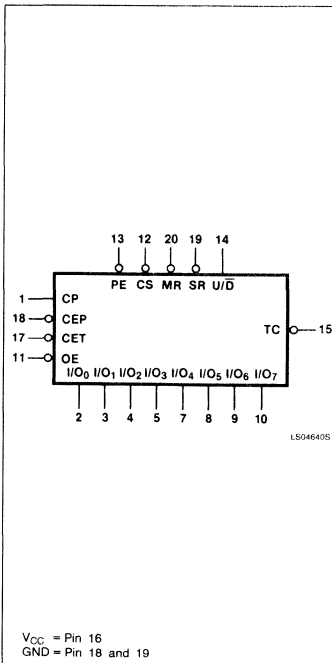 13 12 20 19 14
PE CS MR SR U/D̅
1 CP
18 CEP
17 CET
11 OE
TC 15
I/O₀ I/O₁ I/O₂ I/O₃ I/O₄ I/O₅ I/O₆ I/O₇
2 3 4 5 7 8 9 10
LS04640S
V_CC = Pin 16
GND = Pin 18 and 19